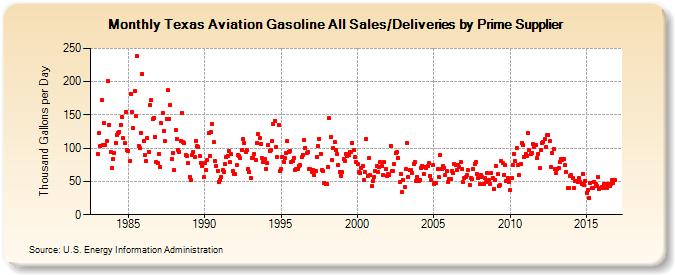 Monthly Texas Aviation Gasoline All Sales/Deliveries by Prime Supplier
Thousand Gallons per Day
250
200
150
100
50
0
1985 1990 1995 2000 2005 2010 2015
Source: U.S. Energy Information Administration